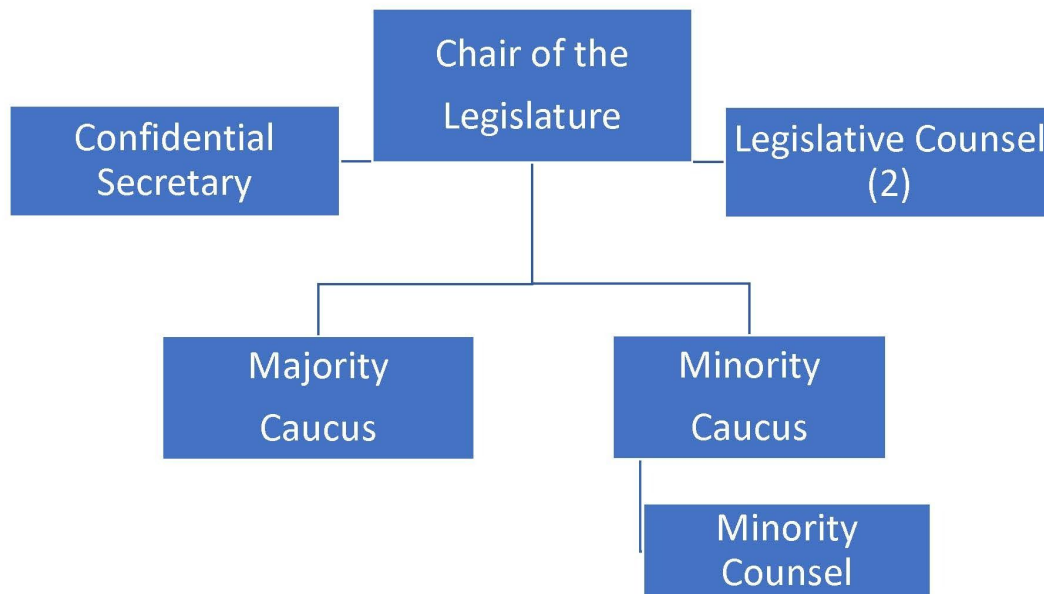 Chair of the
Legislature
Confidential
Secretary
Legislative Counsel
(2)
Majority
Caucus
Minority
Caucus
Minority
Counsel